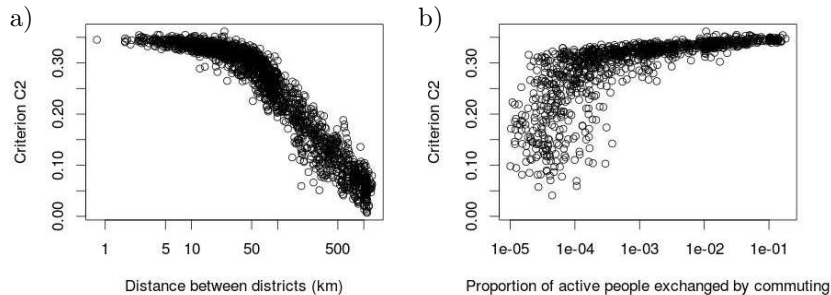 a)
Criterion C2
0.30
0.20
0.10
0.00
1 5 10 50 500
Distance between districts (km)
b)
Criterion C2
0.30
0.20
0.10
0.00
1e-05 1e-04 1e-03 1e-02 1e-01
Proportion of active people exchanged by commuting